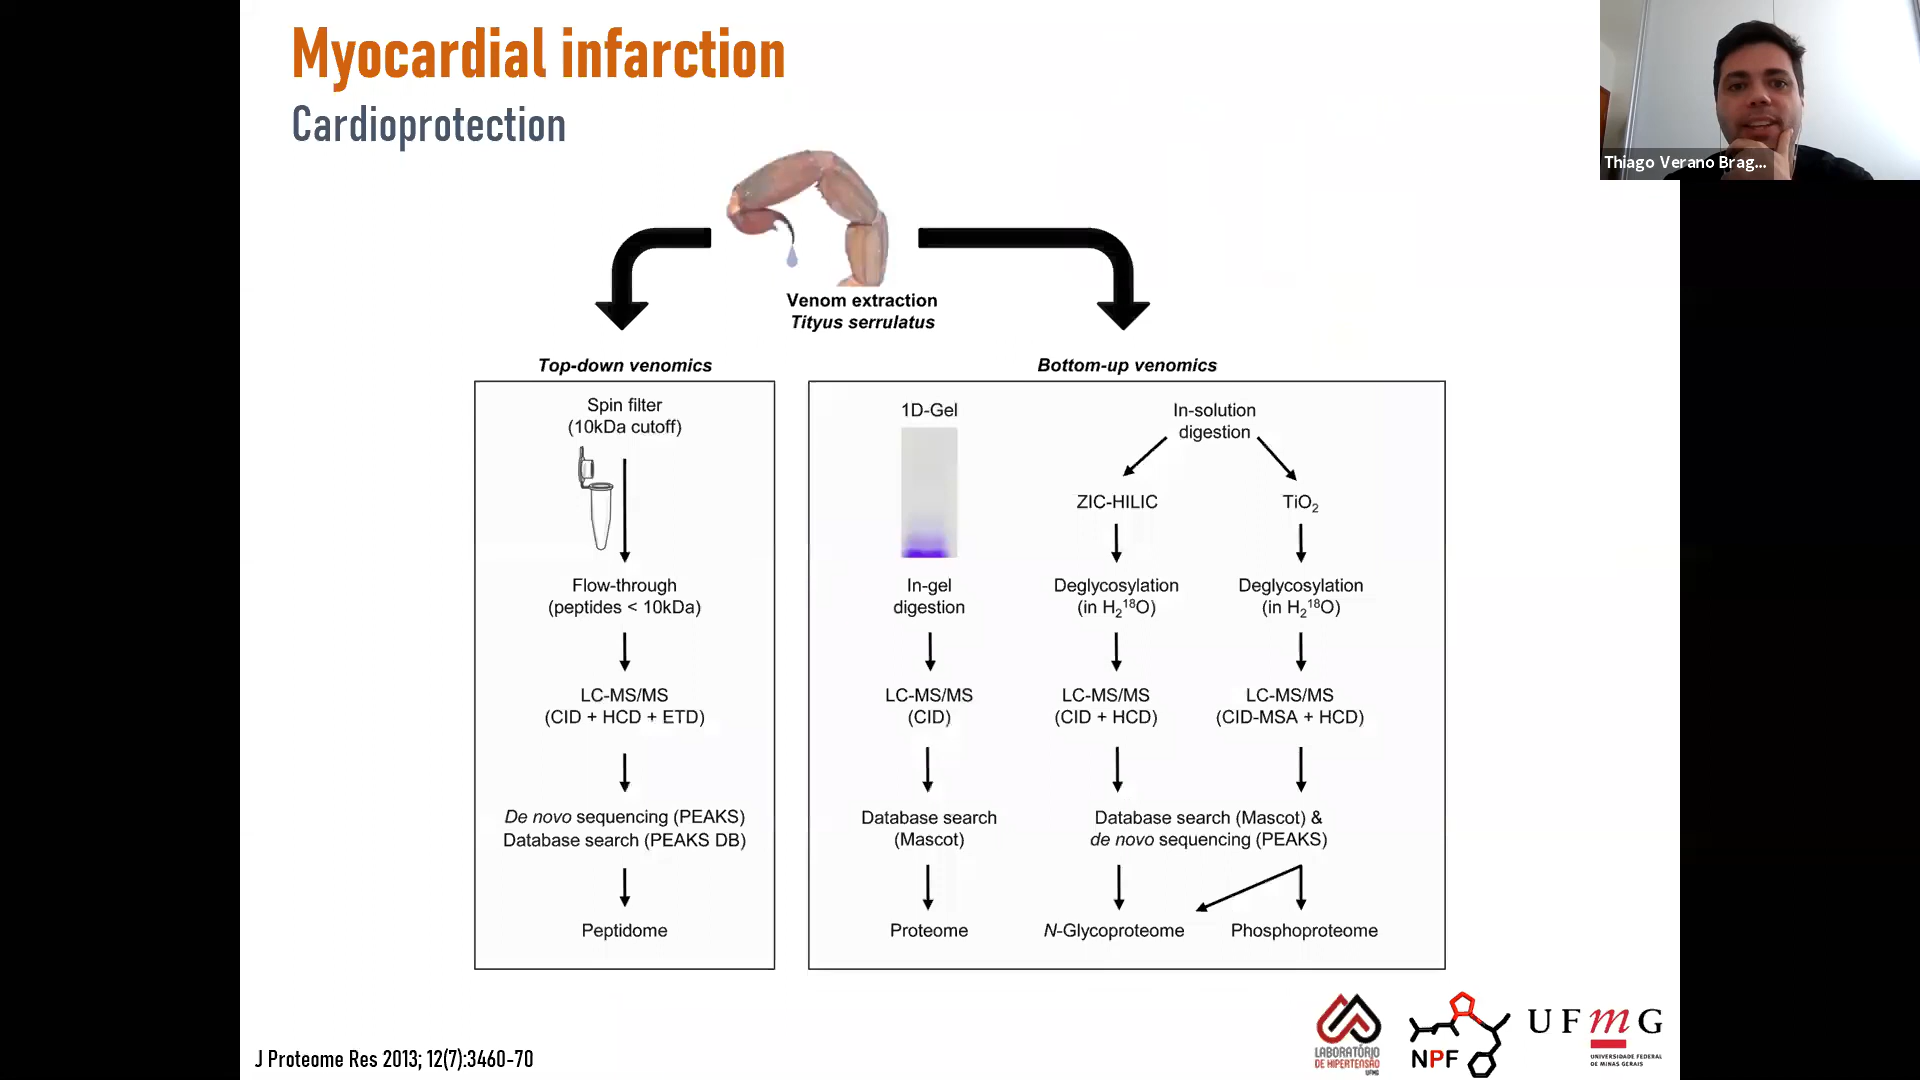 Myocardial infarction
Cardioprotection
Thiago Verano Brag...
Venom extraction
Tityus serrulatus
Top-down venomics
Spin filter
(10kDa cutoff)
Flow-through
(peptides < 10kDa)
LC-MS/MS
(CID + HCD + ETD)
De novo sequencing (PEAKS)
Database search (PEAKS DB)
Peptidome
Bottom-up venomics
1D-Gel
In-gel
digestion
LC-MS/MS
(CID)
Database search
(Mascot)
Proteome
In-solution
digestion
ZIC-HILIC
Deglycosylation
(in H₂¹⁸O)
LC-MS/MS
(CID + HCD)
TiO₂
Deglycosylation
(in H₂¹⁸O)
LC-MS/MS
(CID-MSA + HCD)
Database search (Mascot) &
de novo sequencing (PEAKS)
N-Glycoproteome
Phosphoproteome
J Proteome Res 2013; 12(7):3460-70
LABORATÓRIO
DE HIPERTENSÃO
UFMG
NPF
UFmG
UNIVERSIDADE FEDERAL
DE MINAS GERAIS